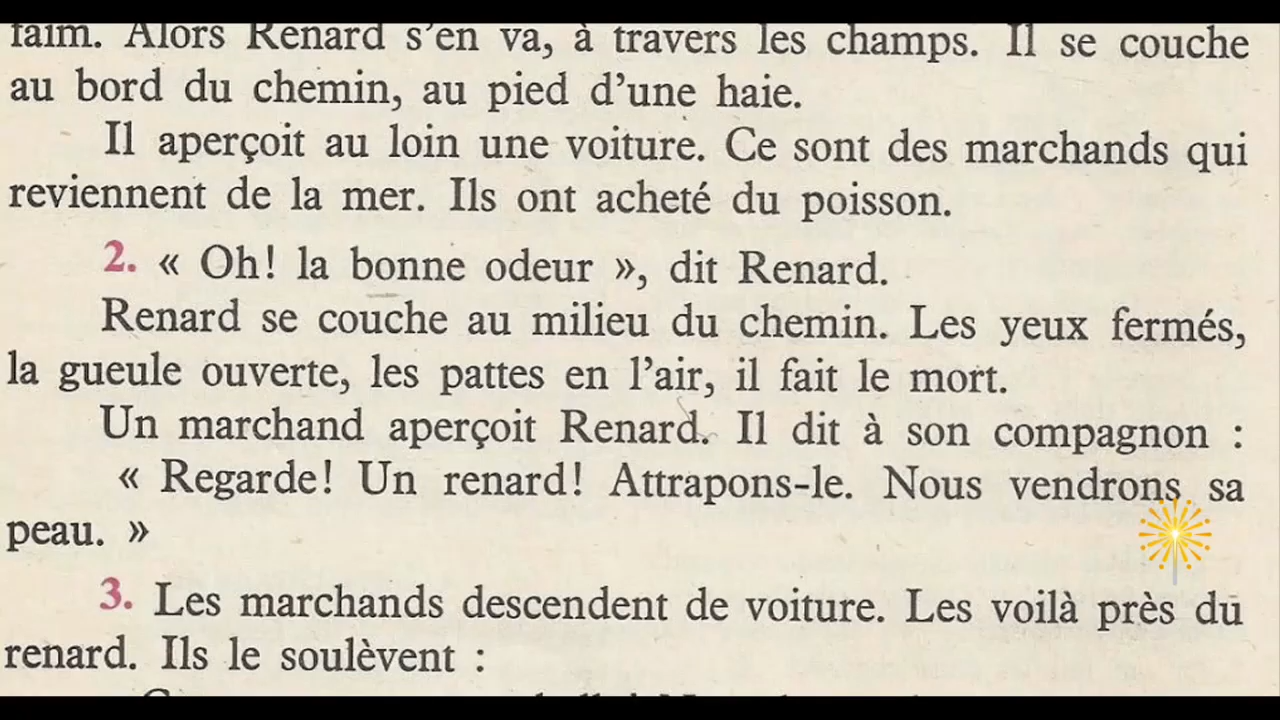 faim. Alors Renard s'en va, à travers les champs. Il se couche
au bord du chemin, au pied d'une haie.
Il aperçoit au loin une voiture. Ce sont des marchands qui
reviennent de la mer. Ils ont acheté du poisson.
2. « Oh! la bonne odeur », dit Renard.
Renard se couche au milieu du chemin. Les yeux fermés,
la gueule ouverte, les pattes en l'air, il fait le mort.
Un marchand aperçoit Renard. Il dit à son compagnon :
« Regarde! Un renard! Attrapons-le. Nous vendrons sa
peau. »
3. Les marchands descendent de voiture. Les voilà près du
renard. Ils le soulèvent :